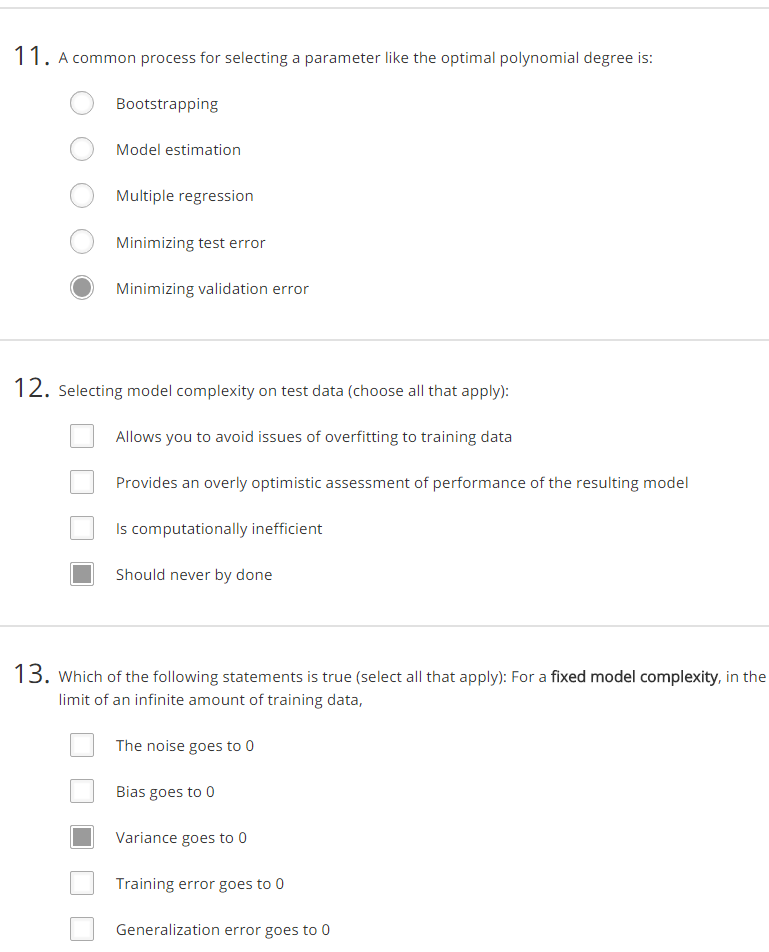 11. A common process for selecting a parameter like the optimal polynomial degree is:
Bootstrapping
Model estimation
Multiple regression
Minimizing test error
Minimizing validation error
12. Selecting model complexity on test data (choose all that apply):
Allows you to avoid issues of overfitting to training data
Provides an overly optimistic assessment of performance of the resulting model
Is computationally inefficient
Should never by done
13. Which of the following statements is true (select all that apply): For a fixed model complexity, in the
limit of an infinite amount of training data,
The noise goes to 0
Bias goes to 0
Variance goes to 0
Training error goes to 0
Generalization error goes to 0